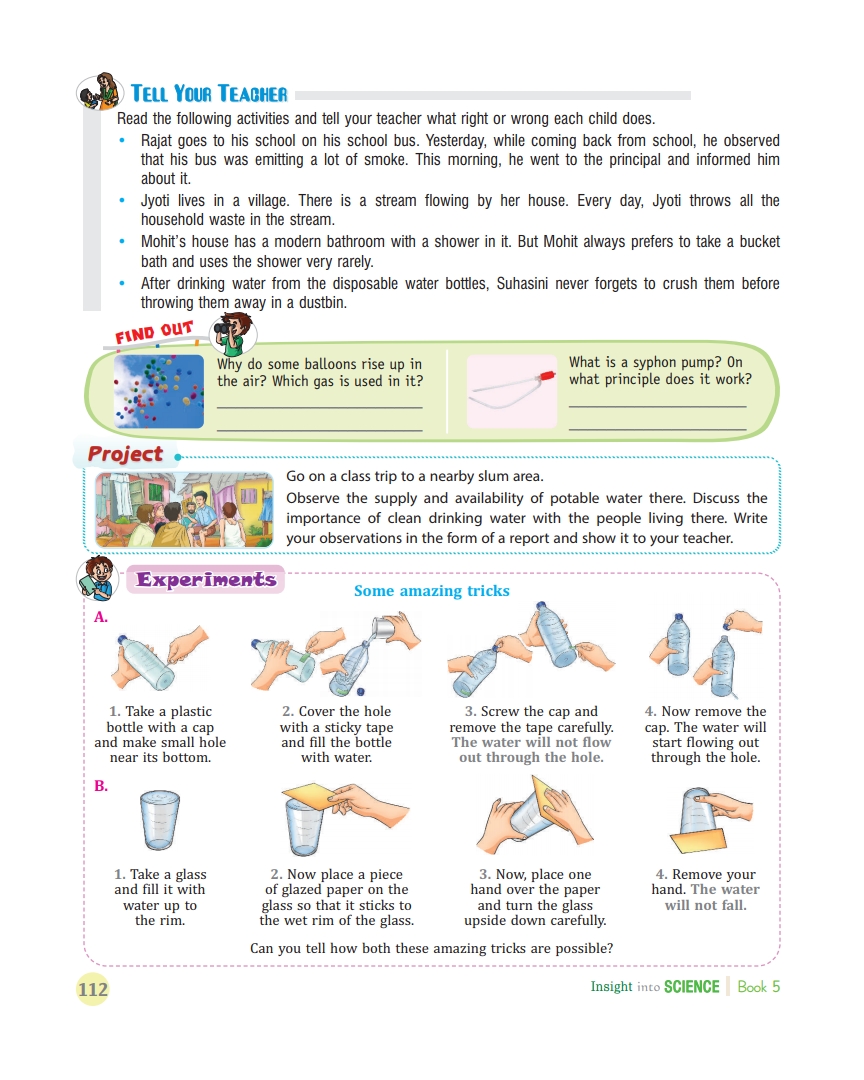 TELL YOUR TEACHER
Read the following activities and tell your teacher what right or wrong each child does.
• Rajat goes to his school on his school bus. Yesterday, while coming back from school, he observed
that his bus was emitting a lot of smoke. This morning, he went to the principal and informed him
about it.
• Jyoti lives in a village. There is a stream flowing by her house. Every day, Jyoti throws all the
household waste in the stream.
• Mohit's house has a modern bathroom with a shower in it. But Mohit always prefers to take a bucket
bath and uses the shower very rarely.
• After drinking water from the disposable water bottles, Suhasini never forgets to crush them before
throwing them away in a dustbin.
FIND OUT
Why do some balloons rise up in
the air? Which gas is used in it?
What is a syphon pump? On
what principle does it work?
Project
Go on a class trip to a nearby slum area.
Observe the supply and availability of potable water there. Discuss the
importance of clean drinking water with the people living there. Write
your observations in the form of a report and show it to your teacher.
Experiments
Some amazing tricks
A.
1. Take a plastic
bottle with a cap
and make small hole
near its bottom.
2. Cover the hole
with a sticky tape
and fill the bottle
with water.
3. Screw the cap and
remove the tape carefully.
The water will not flow
out through the hole.
4. Now remove the
cap. The water will
start flowing out
through the hole.
B.
1. Take a glass
and fill it with
water up to
the rim.
2. Now place a piece
of glazed paper on the
glass so that it sticks to
the wet rim of the glass.
3. Now, place one
hand over the paper
and turn the glass
upside down carefully.
4. Remove your
hand. The water
will not fall.
Can you tell how both these amazing tricks are possible?
112
Insight into SCIENCE Book 5